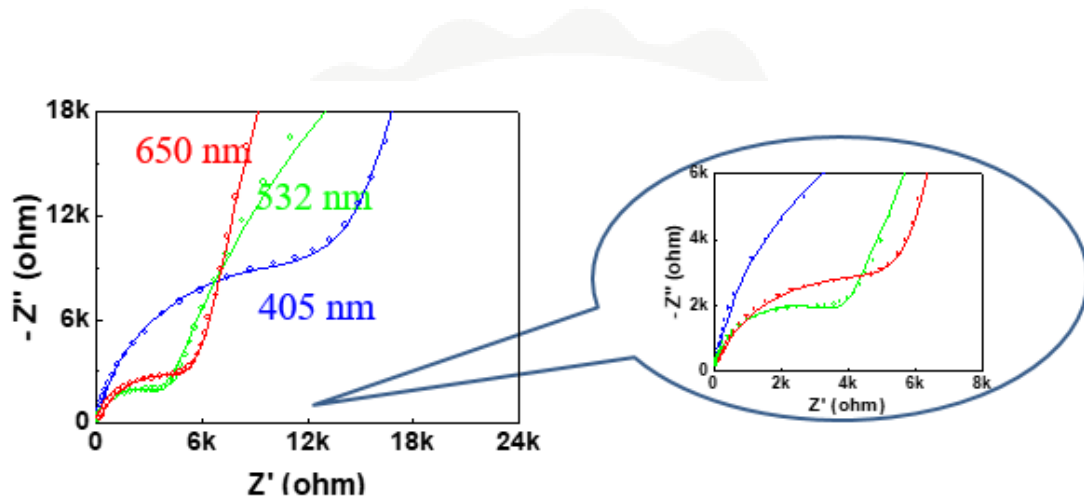 18k
650 nm
532 nm
12k
405 nm
6k
0
0
6k
12k
18k
24k
- Z'' (ohm)
Z' (ohm)
6k
4k
2k
0
0
2k
4k
6k
8k
- Z'' (ohm)
Z' (ohm)